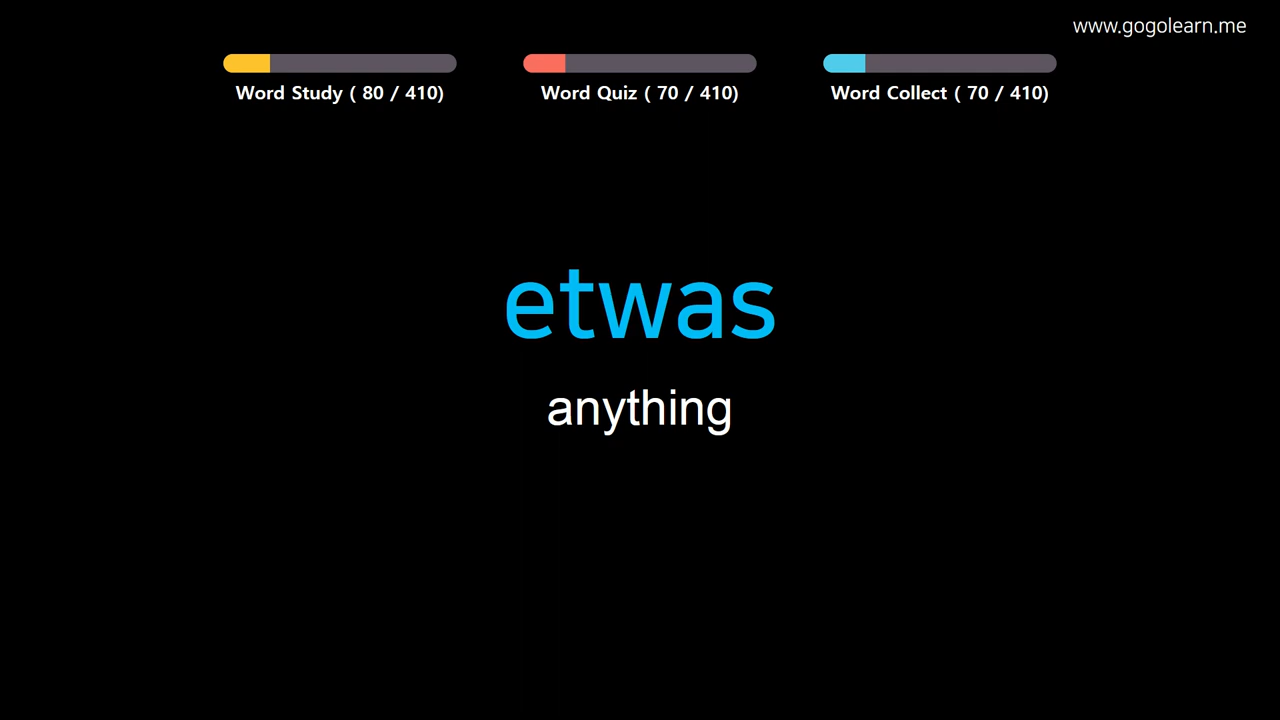 www.gogolearn.me
Word Study ( 80 / 410)
Word Quiz ( 70 / 410)
Word Collect ( 70 / 410)
etwas
anything